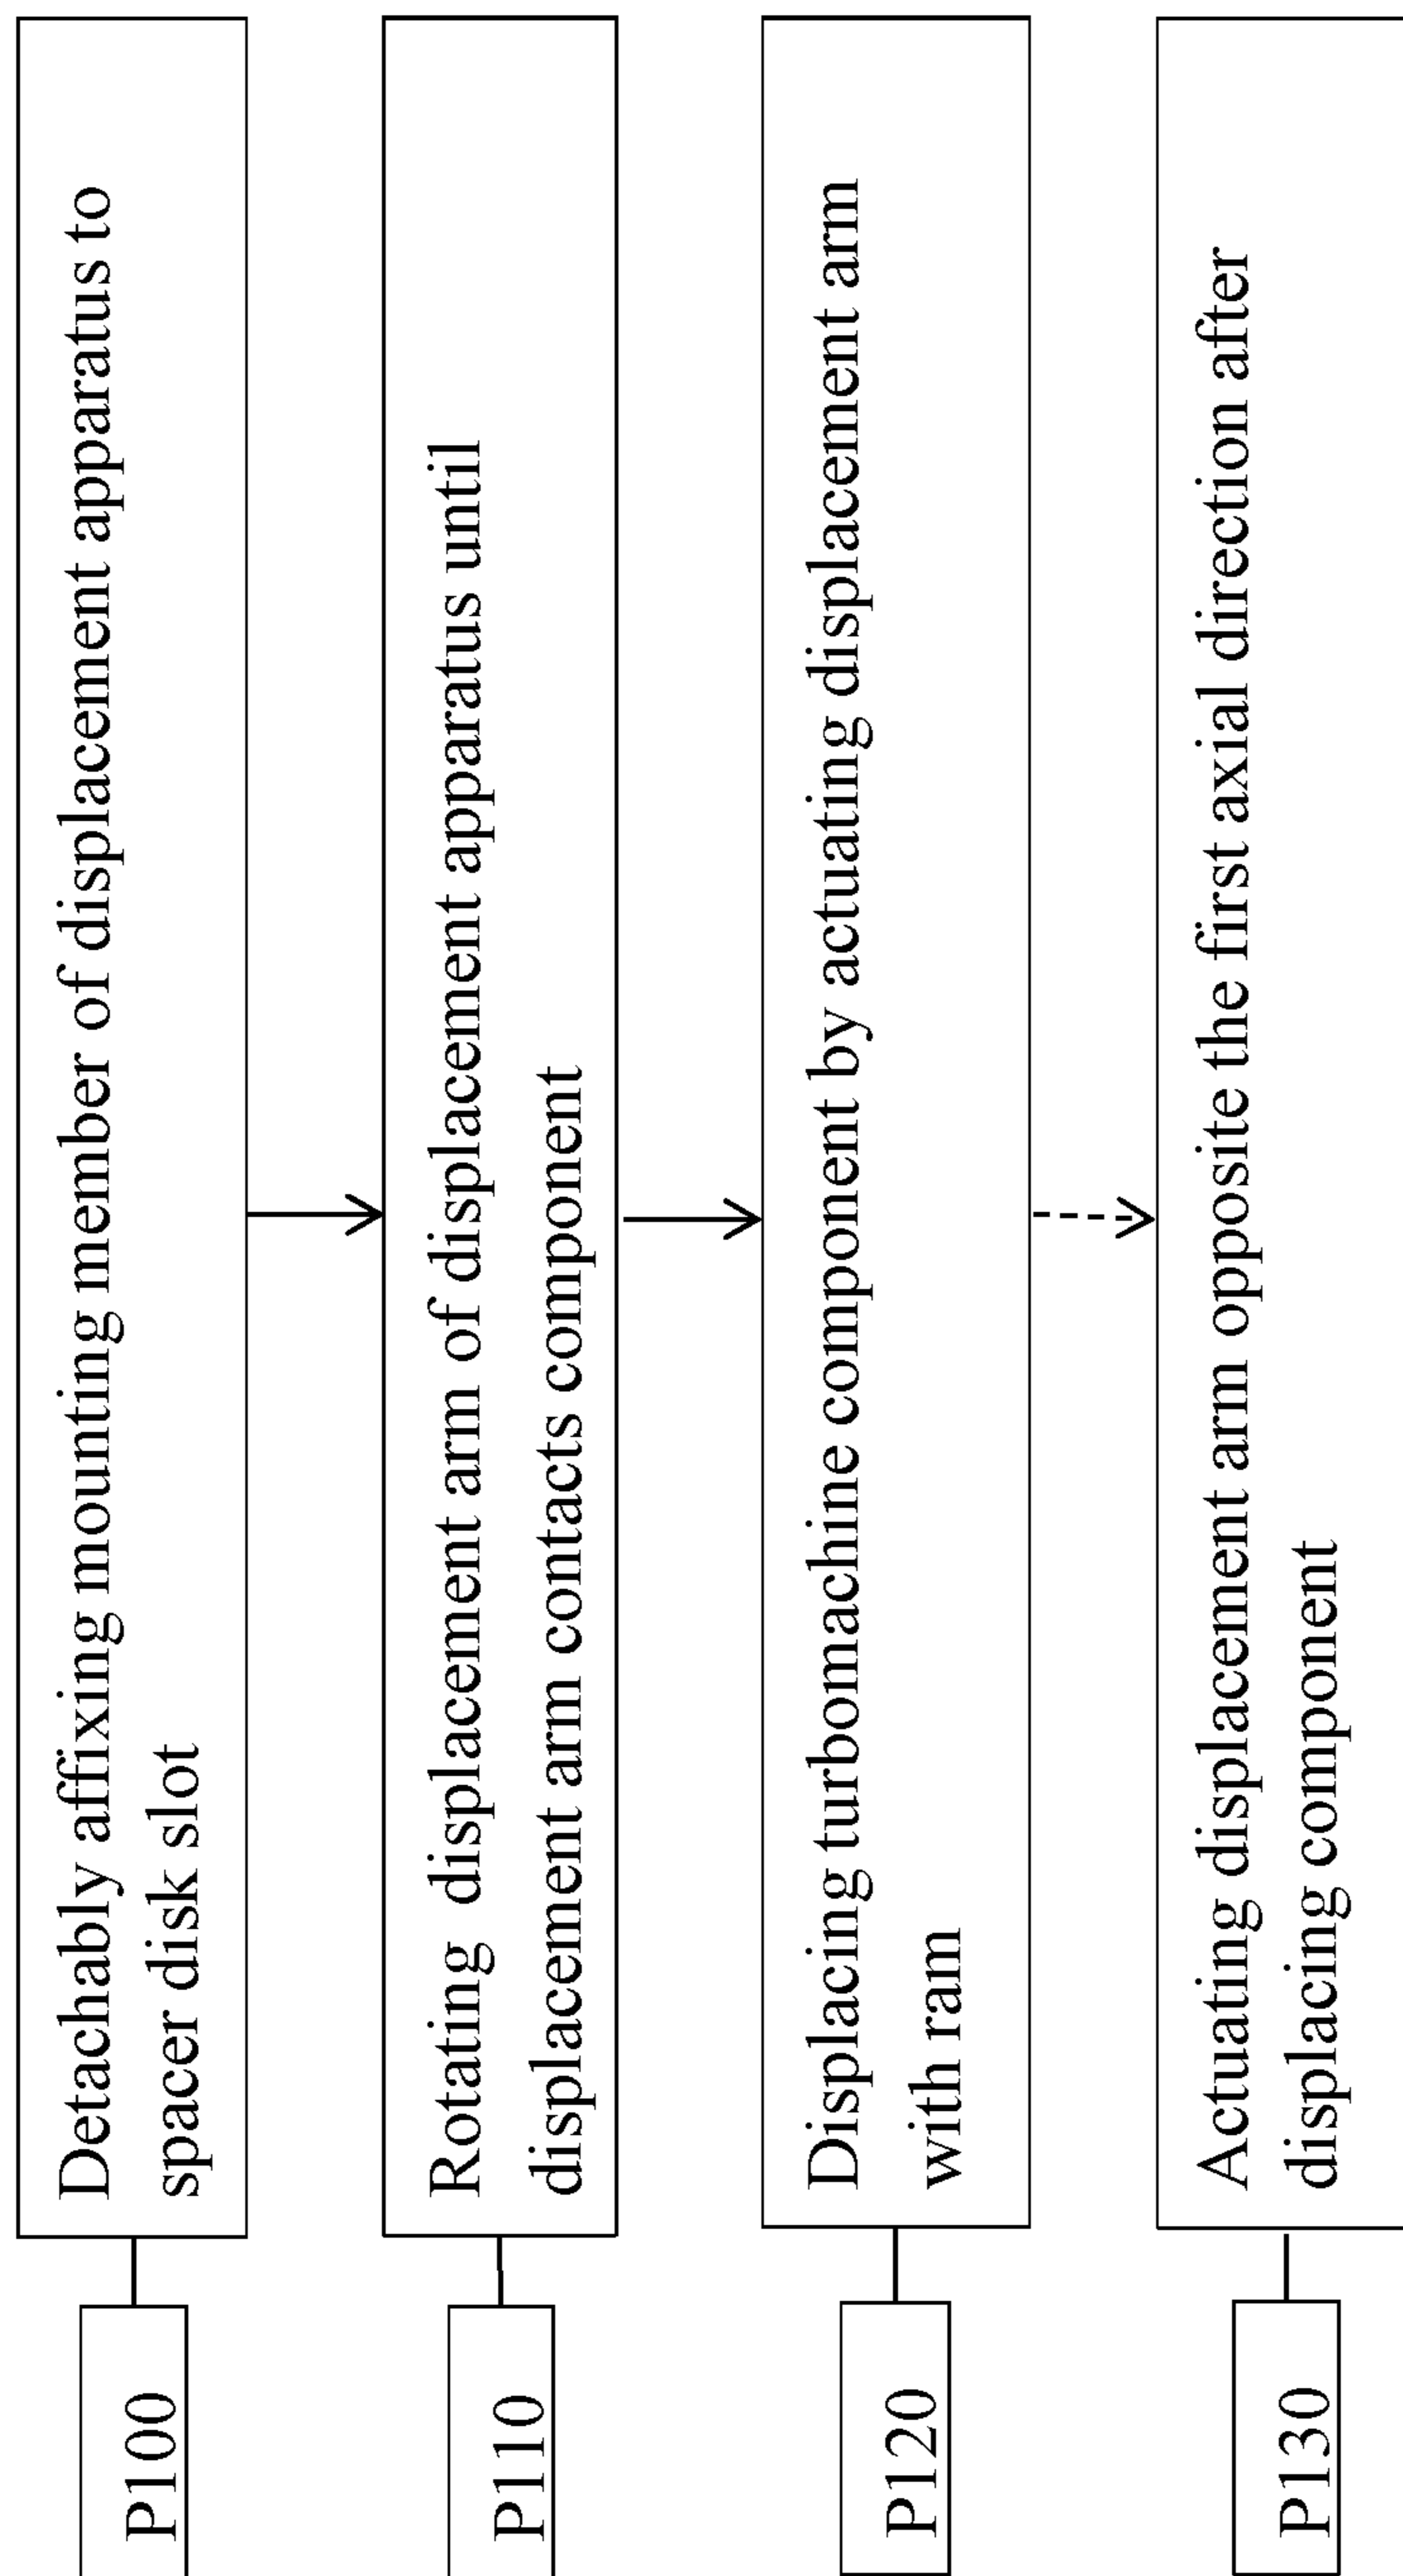 P100
Detachably affixing mounting member of displacement apparatus to
spacer disk slot
P110
Rotating displacement arm of displacement apparatus until
displacement arm contacts component
P120
Displacing turbomachine component by actuating displacement arm
with ram
P130
Actuating displacement arm opposite the first axial direction after
displacing component